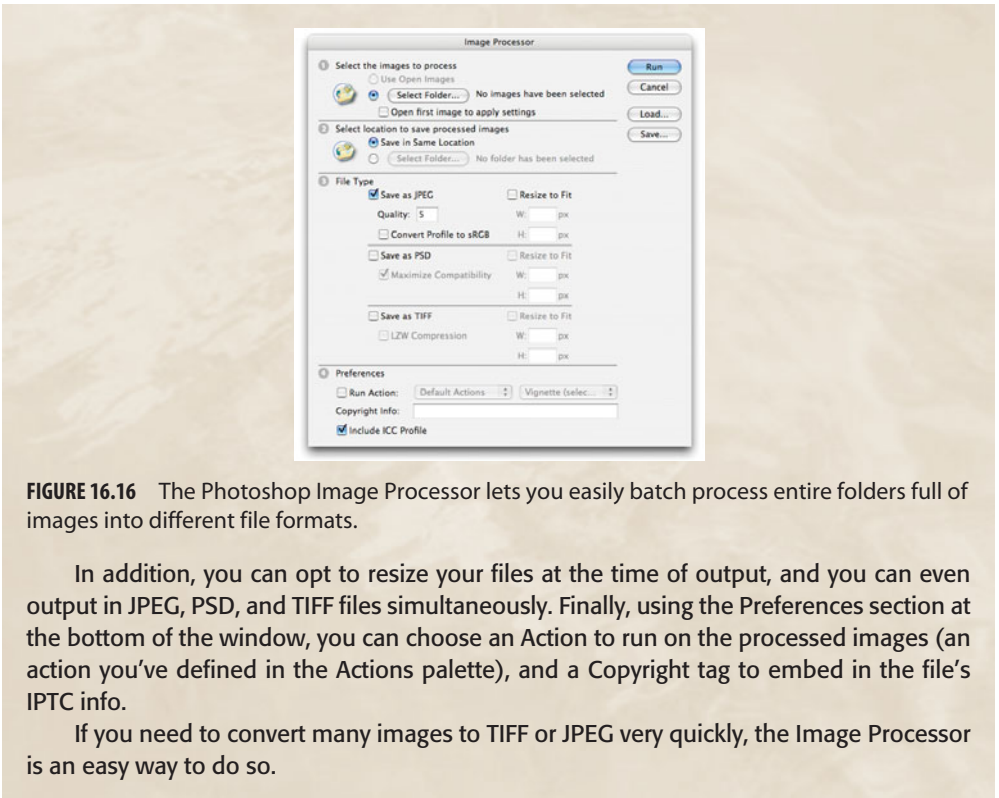 Image Processor
1 Select the images to process
Use Open Images
Select Folder... No images have been selected
Open first image to apply settings
Run
Cancel
Load...
Save...
2 Select location to save processed images
Save in Same Location
Select Folder... No folder has been selected
3 File Type
Save as JPEG Resize to Fit
Quality: 5 W: px
Convert Profile to sRGB H: px
Save as PSD Resize to Fit
Maximize Compatibility W: px
H: px
Save as TIFF Resize to Fit
LZW Compression W: px
H: px
4 Preferences
Run Action: Default Actions Vignette (selec...
Copyright Info:
Include ICC Profile
FIGURE 16.16 The Photoshop Image Processor lets you easily batch process entire folders full of
images into different file formats.
In addition, you can opt to resize your files at the time of output, and you can even
output in JPEG, PSD, and TIFF files simultaneously. Finally, using the Preferences section at
the bottom of the window, you can choose an Action to run on the processed images (an
action you've defined in the Actions palette), and a Copyright tag to embed in the file's
IPTC info.
If you need to convert many images to TIFF or JPEG very quickly, the Image Processor
is an easy way to do so.